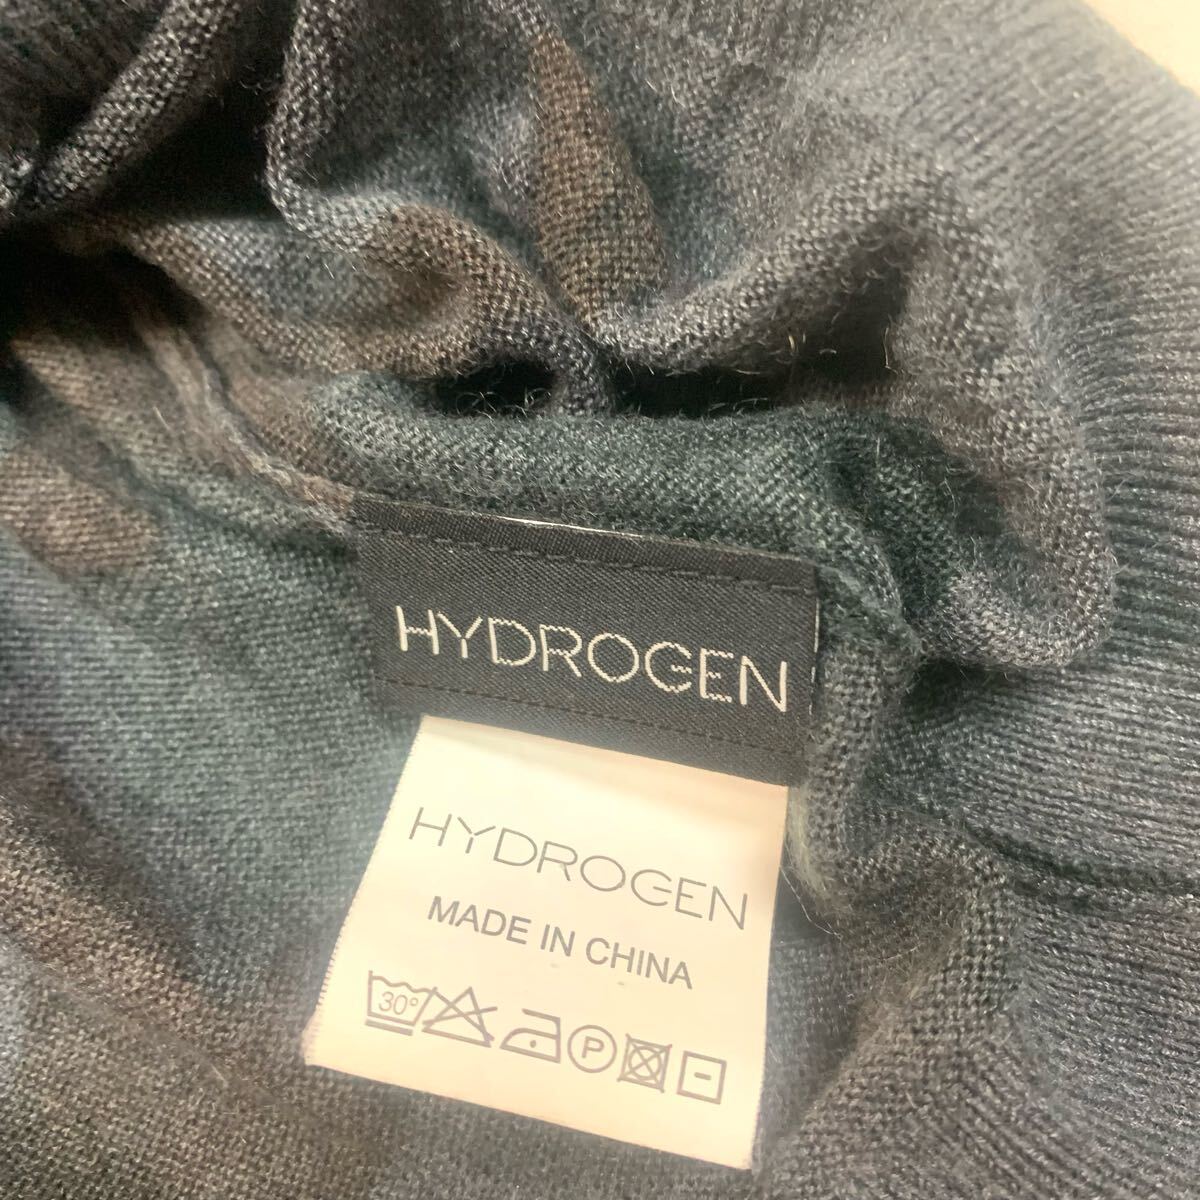 HYDROGEN
HYDROGEN
MADE IN CHINA
30°
P